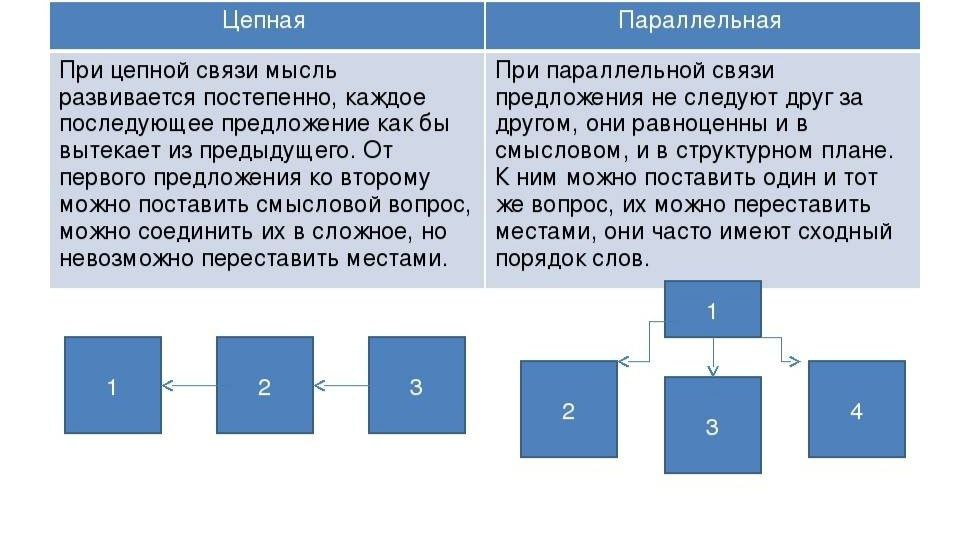 Цепная
Параллельная
При цепной связи мысль
развивается постепенно, каждое
последующее предложение как бы
вытекает из предыдущего. От
первого предложения ко второму
можно поставить смысловой вопрос,
можно соединить их в сложное, но
невозможно переставить местами.
При параллельной связи
предложения не следуют друг за
другом, они равноценны и в
смысловом, и в структурном плане.
К ним можно поставить один и тот
же вопрос, их можно переставить
местами, они часто имеют сходный
порядок слов.
1
2
3
1
2
3
4